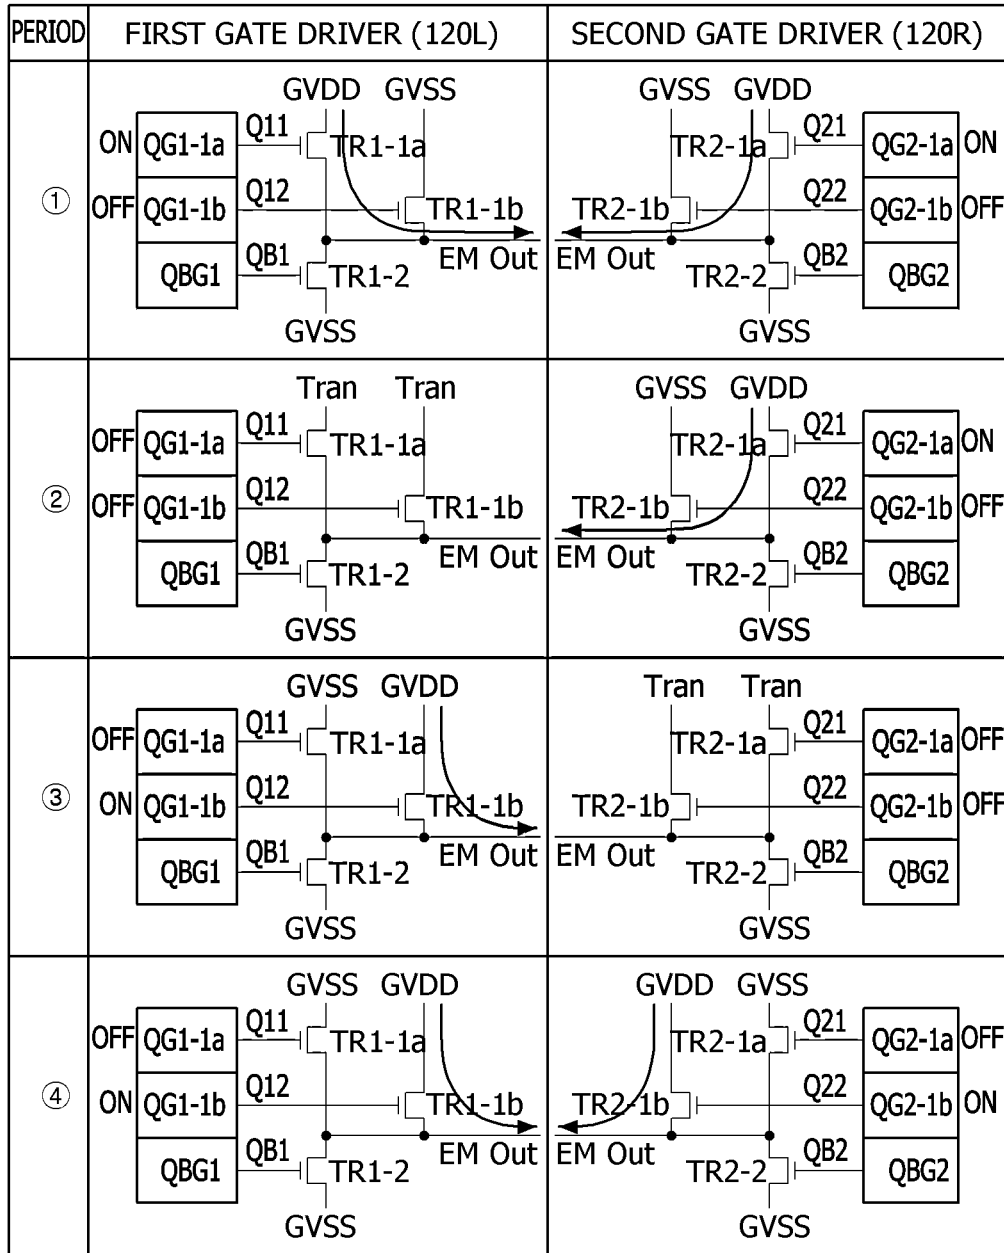 PERIOD FIRST GATE DRIVER (120L) SECOND GATE DRIVER (120R)
①
GVDD GVSS
ON QG1-1a Q11 TR1-1a
OFF QG1-1b Q12 TR1-1b
EM Out
QBG1 QB1 TR1-2
GVSS
GVSS GVDD
TR2-1a Q21 QG2-1a ON
TR2-1b Q22 QG2-1b OFF
EM Out
TR2-2 QB2 QBG2
GVSS
②
Tran Tran
OFF QG1-1a Q11 TR1-1a
OFF QG1-1b Q12 TR1-1b
EM Out
QBG1 QB1 TR1-2
GVSS
GVSS GVDD
TR2-1a Q21 QG2-1a ON
TR2-1b Q22 QG2-1b OFF
EM Out
TR2-2 QB2 QBG2
GVSS
③
GVSS GVDD
OFF QG1-1a Q11 TR1-1a
ON QG1-1b Q12 TR1-1b
EM Out
QBG1 QB1 TR1-2
GVSS
Tran Tran
TR2-1a Q21 QG2-1a OFF
TR2-1b Q22 QG2-1b OFF
EM Out
TR2-2 QB2 QBG2
GVSS
④
GVSS GVDD
OFF QG1-1a Q11 TR1-1a
ON QG1-1b Q12 TR1-1b
EM Out
QBG1 QB1 TR1-2
GVSS
GVDD GVSS
TR2-1a Q21 QG2-1a OFF
TR2-1b Q22 QG2-1b ON
EM Out
TR2-2 QB2 QBG2
GVSS